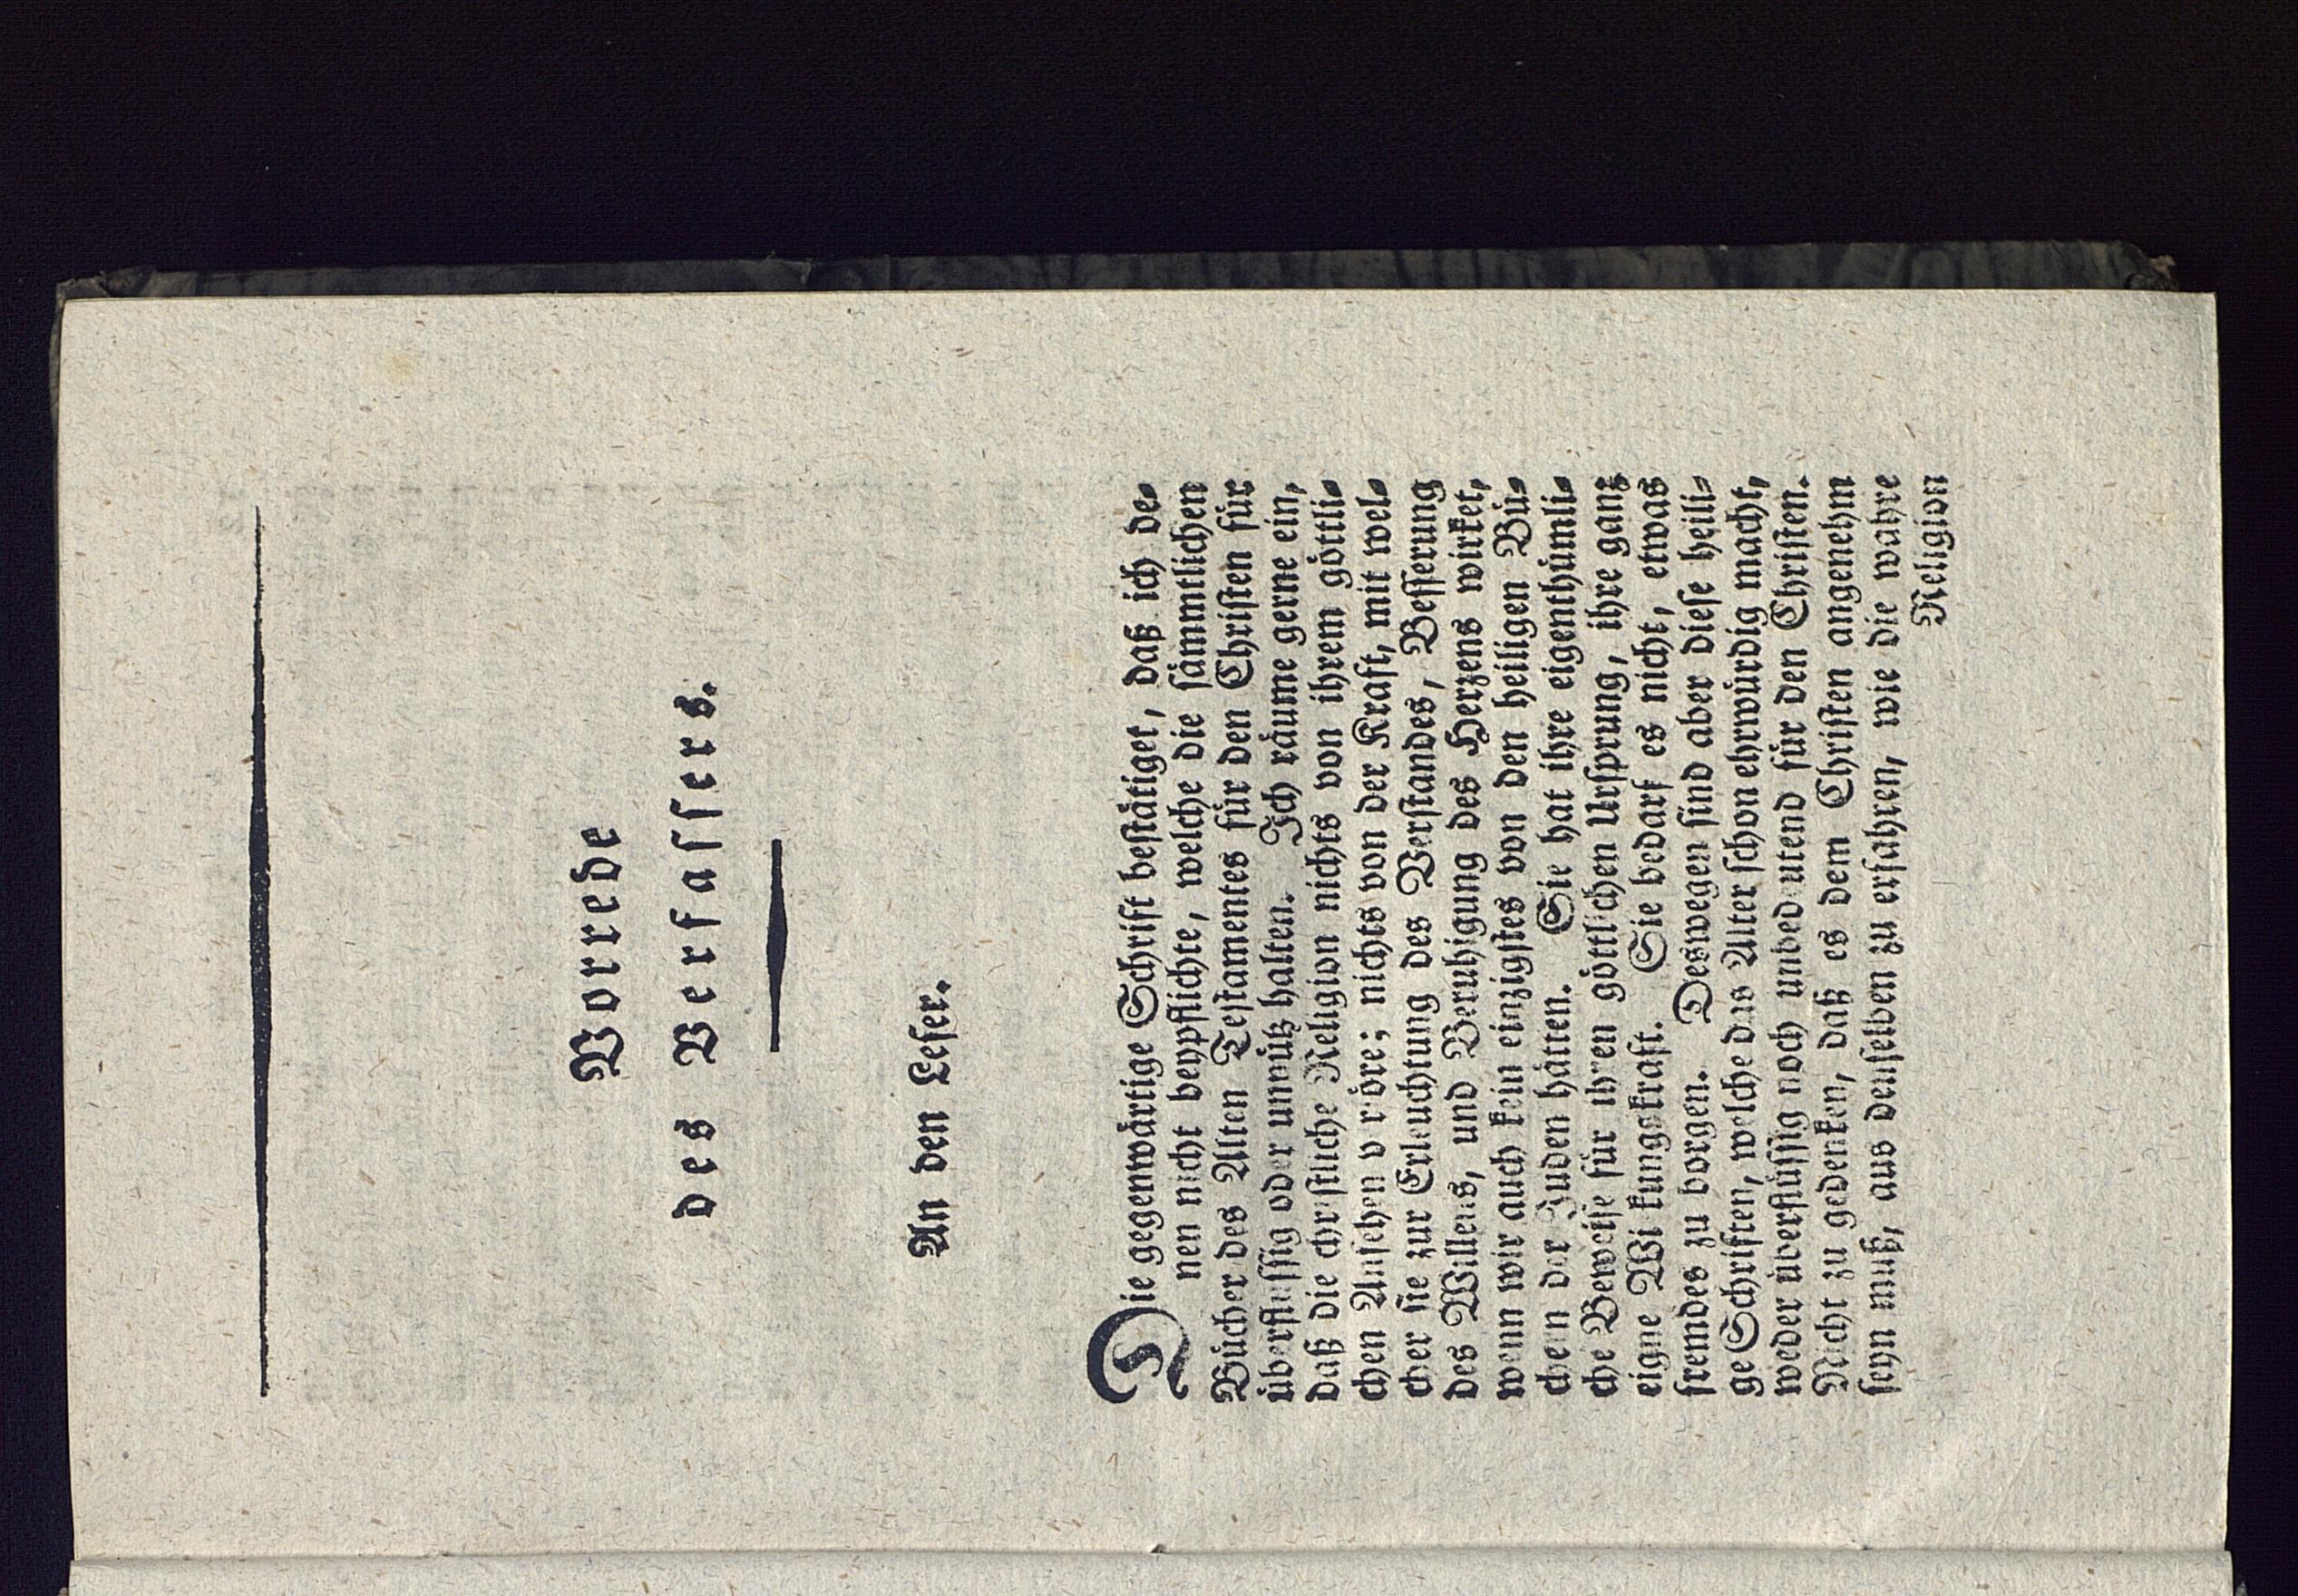 Vorrede
des Verfassers.
An den Leser.
Die gegenwärtige Schrift bestätiget, daß ich de-
nen nicht beypflichte, welche die sämmtlichen
Bücher des Alten Testamentes für den Christen für
überflüssig oder unnütz halten. Ich räume gerne ein,
daß die christliche Religion nichts von ihrem göttli-
chen Ansehen v röre; nichts von der Kraft, mit wel-
cher sie zur Erleuchtung des Verstandes, Besserung
des Willens, und Beruhigung des Herzens wirket,
wenn wir auch kein einzigstes von den heiligen Bü-
chern der Juden hätten. Sie hat ihre eigenthümli-
che Beweise für ihren göttlichen Ursprung, ihre ganz
eigne Wirkungskraft. Sie bedarf es nicht, etwas
fremdes zu borgen. Deswegen sind aber diese heili-
ge Schriften, welche das Alter schon ehrwürdig macht,
weder überflüssig noch unbedeutend für den Christen.
Nicht zu gedenken, daß es dem Christen angenehm
seyn muß, aus denselben zu erfahren, wie die wahre
Religion